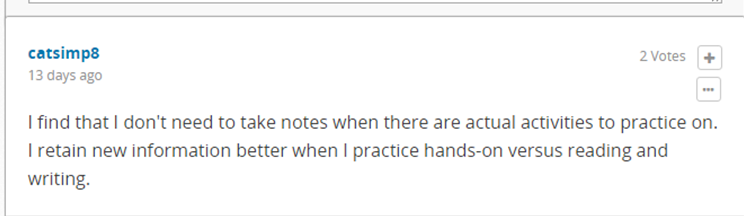 catsimp8
2 Votes
13 days ago
I find that I don't need to take notes when there are actual activities to practice on.
I retain new information better when I practice hands-on versus reading and
writing.